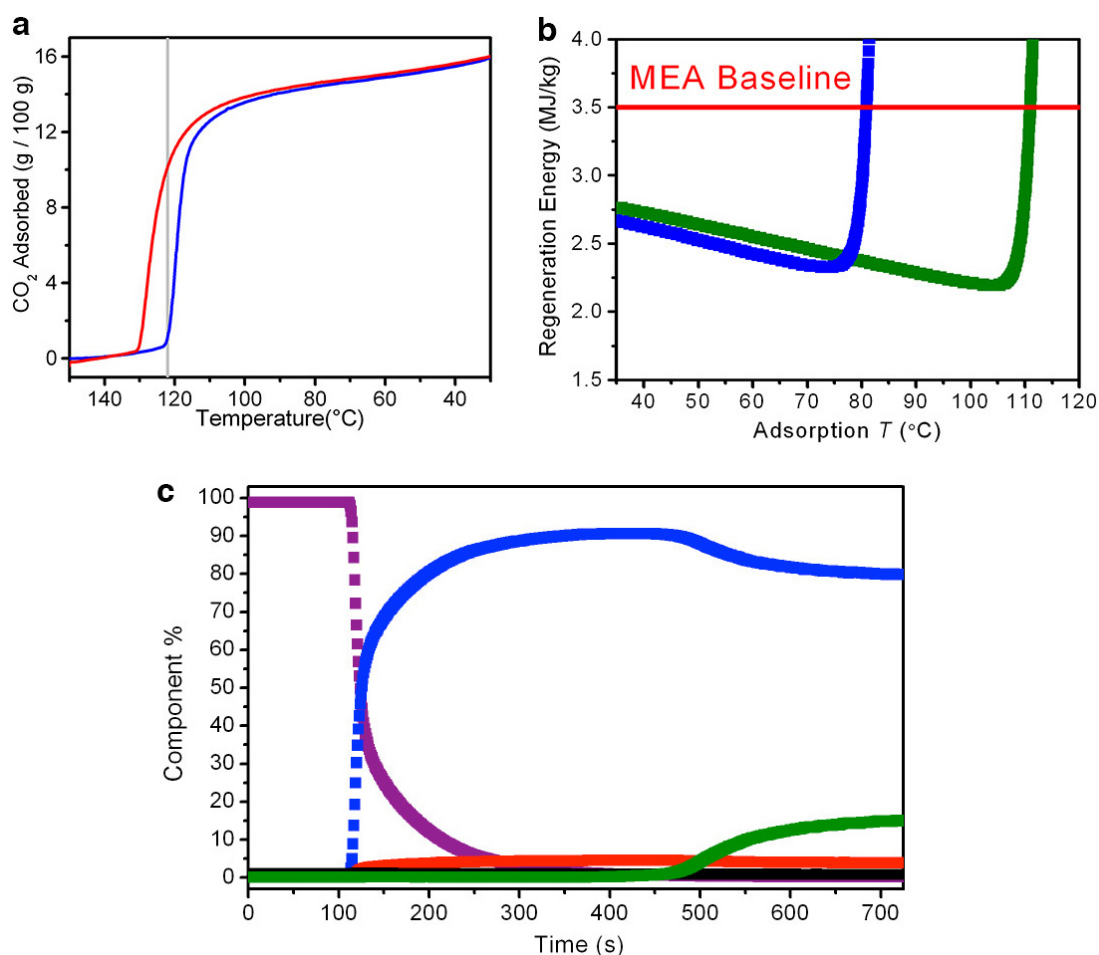 a
16
12
8
4
0
CO2 Adsorbed (g / 100 g)
140 120 100 80 60 40
Temperature(°C)
b
4.0
3.5
3.0
2.5
2.0
1.5
MEA Baseline
Regeneration Energy (MJ/kg)
40 50 60 70 80 90 100 110 120
Adsorption T (°C)
c
100
90
80
70
60
50
40
30
20
10
0
Component %
0 100 200 300 400 500 600 700
Time (s)